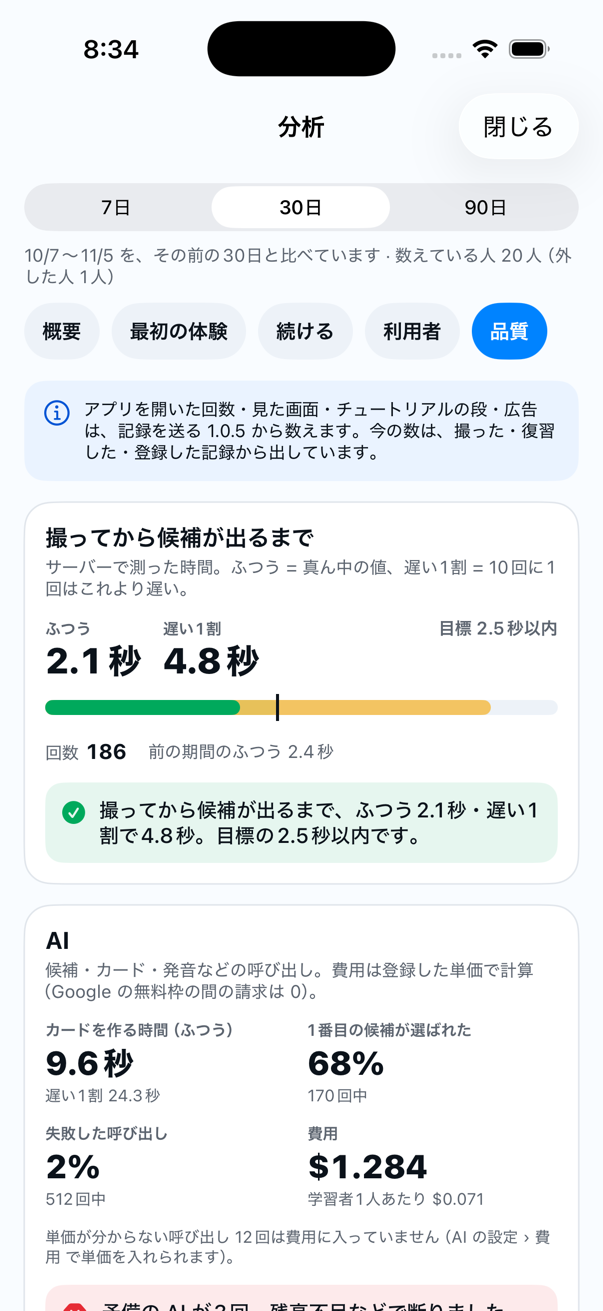 8:34
分析
閉じる
7日
30日
90日
10/7〜11/5 を、その前の30日と比べています · 数えている人 20人（外
した人 1人）
概要
最初の体験
続ける
利用者
品質
アプリを開いた回数・見た画面・チュートリアルの段・広告
は、記録を送る 1.0.5 から数えます。今の数は、撮った・復習
した・登録した記録から出しています。
撮ってから候補が出るまで
サーバーで測った時間。ふつう = 真ん中の値、遅い1割 = 10回に1
回はこれより遅い。
ふつう
遅い1割
目標 2.5秒以内
2.1秒
4.8秒
回数 186 前の期間のふつう 2.4秒
撮ってから候補が出るまで、ふつう2.1秒・遅い1
割で4.8秒。目標の2.5秒以内です。
AI
候補・カード・発音などの呼び出し。費用は登録した単価で計算
（Google の無料枠の間の請求は 0）。
カードを作る時間（ふつう）
9.6秒
遅い1割 24.3秒
1番目の候補が選ばれた
68%
170回中
失敗した呼び出し
2%
512回中
費用
$1.284
学習者1人あたり $0.071
単価が分からない呼び出し 12回は費用に入っていません（AI の設定 › 費
用 で単価を入れられます）。